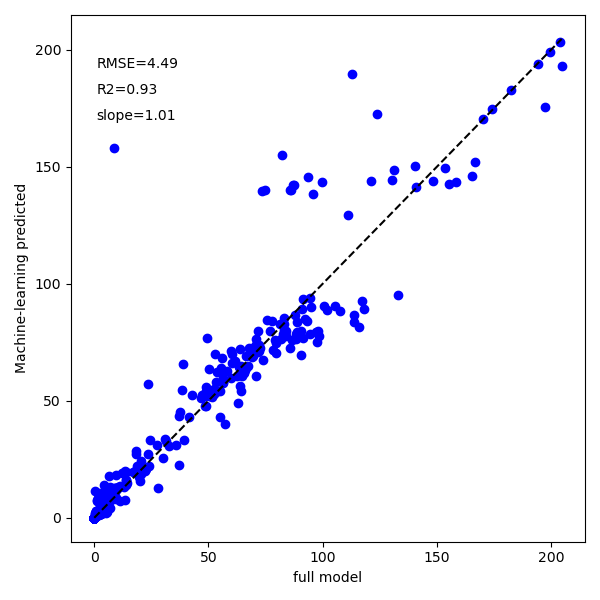 RMSE=4.49
R2=0.93
slope=1.01
Machine-learning predicted
200
150
100
50
0
0 50 100 150 200
full model